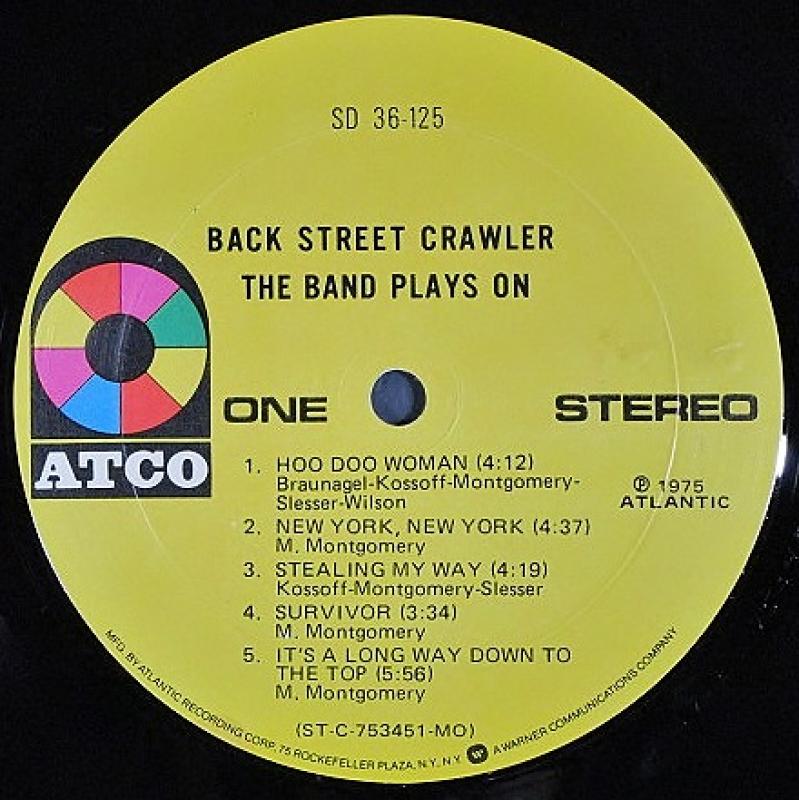 SD 36-125
BACK STREET CRAWLER
THE BAND PLAYS ON
ATCO
ONE
STEREO
1. HOO DOO WOMAN (4:12)
Braunagel-Kossoff-Montgomery-
Slesser-Wilson
2. NEW YORK, NEW YORK (4:37)
M. Montgomery
3. STEALING MY WAY (4:19)
Kossoff-Montgomery-Slesser
4. SURVIVOR (3:34)
M. Montgomery
5. IT'S A LONG WAY DOWN TO
THE TOP (5:56)
M. Montgomery
℗ 1975
ATLANTIC
(ST-C-753451-MO)
MFG. BY ATLANTIC RECORDING CORP. 75 ROCKEFELLER PLAZA, N.Y., N.Y. W A WARNER COMMUNICATIONS COMPANY